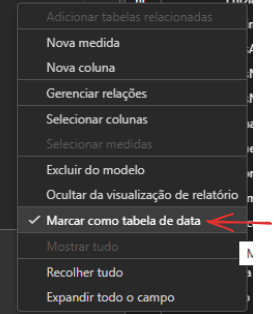 Adicionar tabelas relacionadas
Nova medida
Nova coluna
Gerenciar relações
Selecionar colunas
Selecionar medidas
Excluir do modelo
Ocultar da visualização de relatório
Marcar como tabela de data
Mostrar tudo
Recolher tudo
Expandir todo o campo